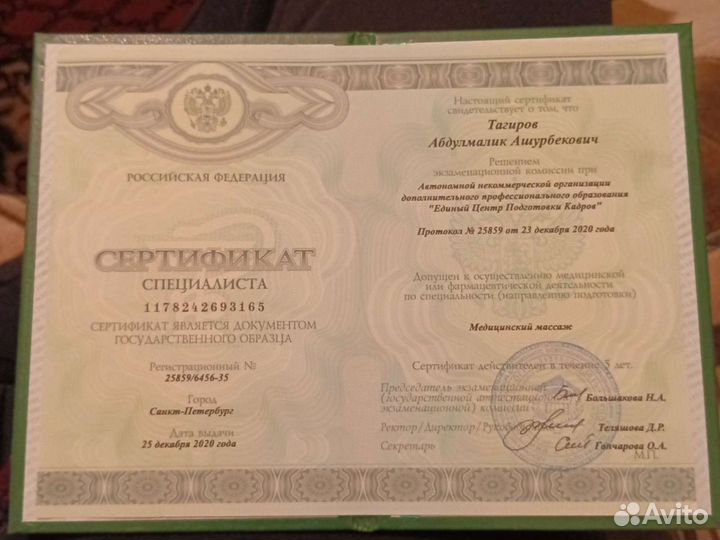 РОССИЙСКАЯ ФЕДЕРАЦИЯ
СЕРТИФИКАТ
СПЕЦИАЛИСТА
1178242693165
СЕРТИФИКАТ ЯВЛЯЕТСЯ ДОКУМЕНТОМ
ГОСУДАРСТВЕННОГО ОБРАЗЦА
Регистрационный №
25859/6456-35
Город
Санкт-Петербург
Дата выдачи
25 декабря 2020 года
Настоящий сертификат
свидетельствует о том, что
Тагиров
Абдулмалик Ашурбекович
Решением
экзаменационной комиссии при
Автономной некоммерческой организации
дополнительного профессионального образования
"Единый Центр Подготовки Кадров"
Протокол № 25859 от 23 декабря 2020 года
Допущен к осуществлению медицинской
или фармацевтической деятельности
по специальности (направлению подготовки)
Медицинский массаж
Сертификат действителен в течение 5 лет.
Председатель экзаменационной
(государственной аттестационной
экзаменационной) комиссии Большакова Н.А.
Ректор/Директор/Руководитель Теляшова Д.Р.
Секретарь Гончарова О.А.
М.П.
Avito